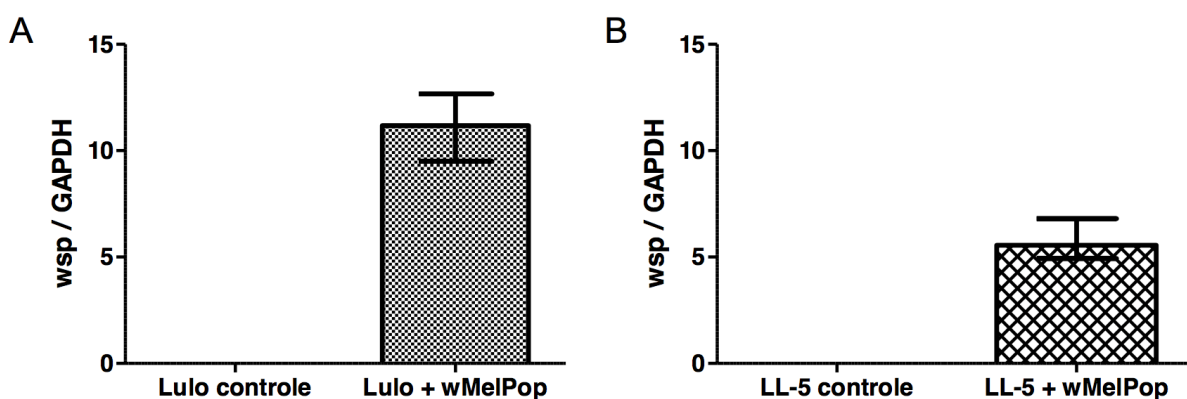 A
15
10
5
0
wsp / GAPDH
Lulo controle
Lulo + wMelPop
B
15
10
5
0
wsp / GAPDH
LL-5 controle
LL-5 + wMelPop